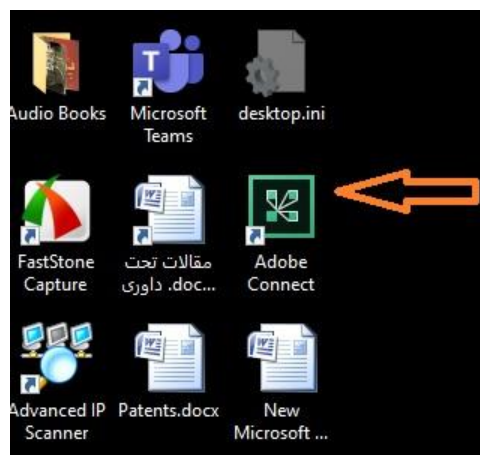 Audio Books
Microsoft
Teams
desktop.ini
FastStone
Capture
مقالات تحت
داوری .doc...
Adobe
Connect
Advanced IP
Scanner
Patents.docx
New
Microsoft ...